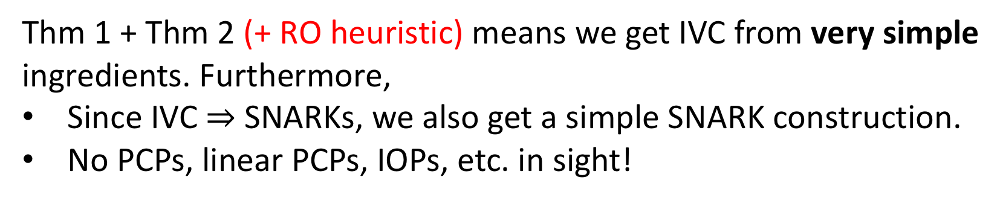 Thm 1 + Thm 2 (+ RO heuristic) means we get IVC from very simple
ingredients. Furthermore,
• Since IVC ⇒ SNARKs, we also get a simple SNARK construction.
• No PCPs, linear PCPs, IOPs, etc. in sight!